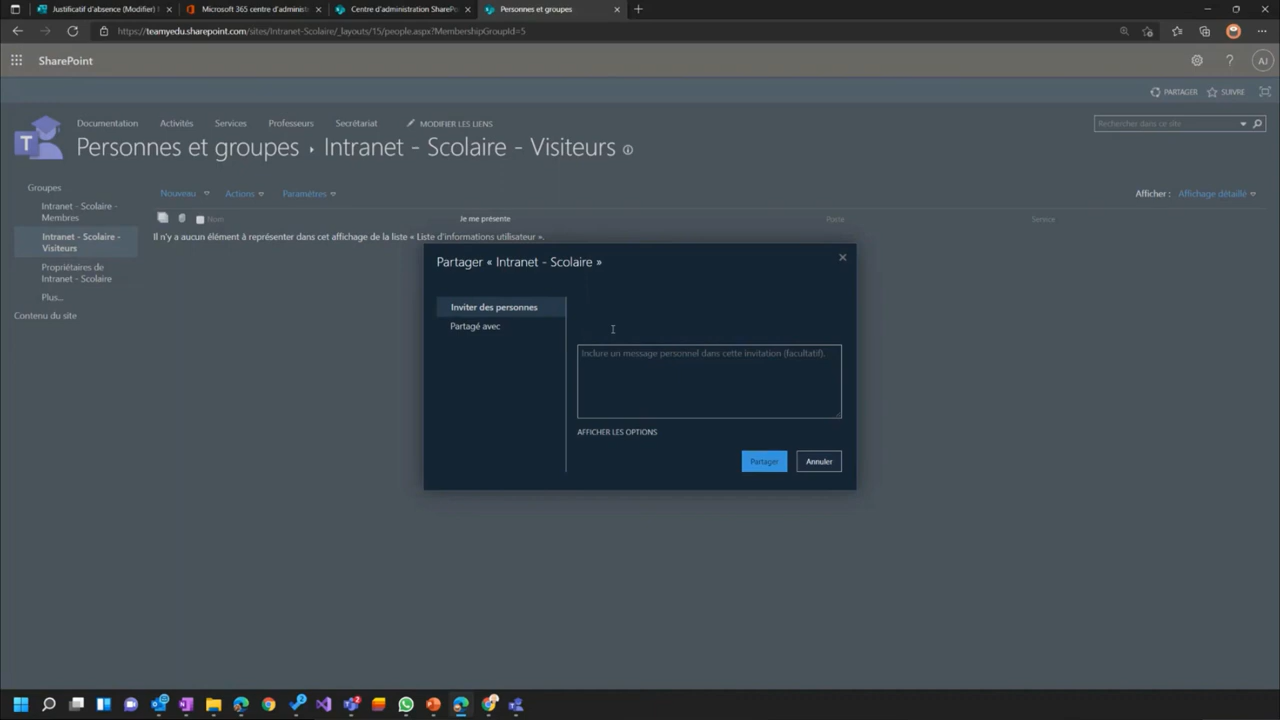 Justificatif d'absence (Modifier)
Microsoft 365 centre d'administ
Centre d'administration SharePo
Personnes et groupes
https://teamyedu.sharepoint.com/sites/Intranet-Scolaire/_layouts/15/people.aspx?MembershipGroupId=5
SharePoint
AJ
PARTAGER
SUIVRE
Documentation
Activités
Services
Professeurs
Secrétariat
MODIFIER LES LIENS
Rechercher dans ce site
T
Personnes et groupes › Intranet - Scolaire - Visiteurs
Groupes
Intranet - Scolaire -
Membres
Intranet - Scolaire -
Visiteurs
Propriétaires de
Intranet - Scolaire
Plus...
Contenu du site
Nouveau
Actions
Paramètres
Afficher :
Affichage détaillé
Nom
Je me présente
Poste
Service
Il n'y a aucun élément à représenter dans cet affichage de la liste « Liste d'informations utilisateur ».
Partager « Intranet - Scolaire »
Inviter des personnes
Partagé avec
Inclure un message personnel dans cette invitation (facultatif).
AFFICHER LES OPTIONS
Partager
Annuler